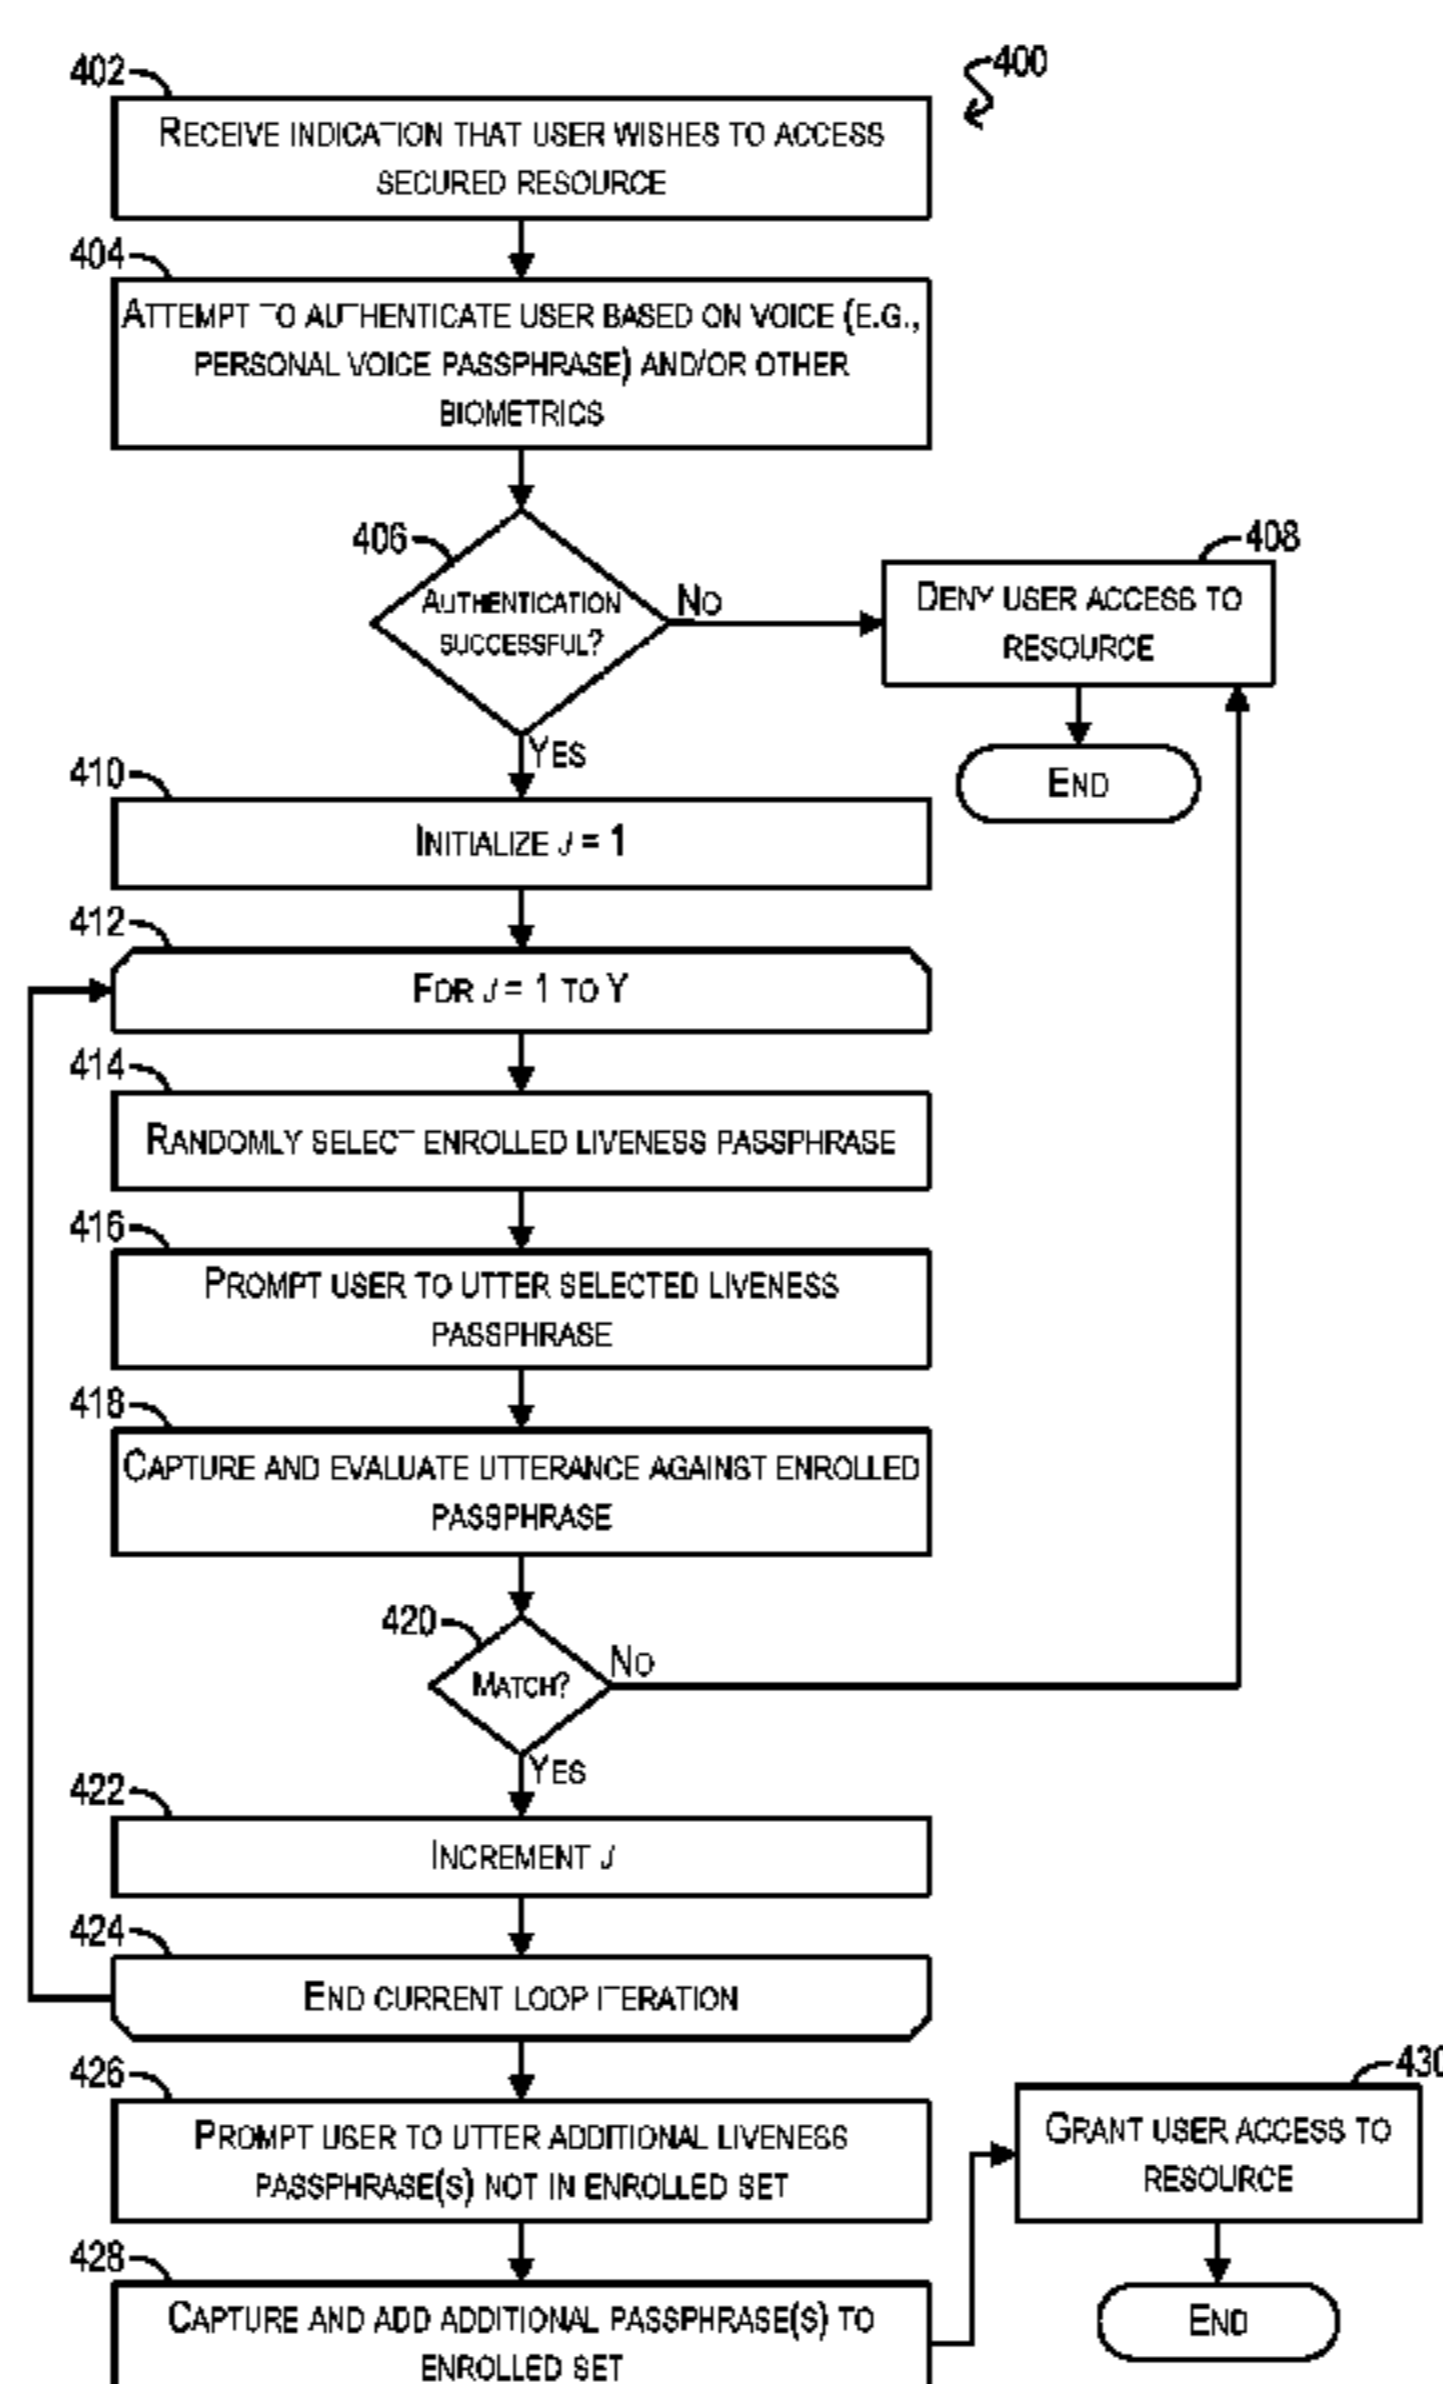 402
400
RECEIVE INDICATION THAT USER WISHES TO ACCESS
SECURED RESOURCE
404
ATTEMPT TO AUTHENTICATE USER BASED ON VOICE (E.G.,
PERSONAL VOICE PASSPHRASE) AND/OR OTHER
BIOMETRICS
406
AUTHENTICATION
SUCCESSFUL?
NO
408
DENY USER ACCESS TO
RESOURCE
YES
END
410
INITIALIZE J = 1
412
FOR J = 1 TO Y
414
RANDOMLY SELECT ENROLLED LIVENESS PASSPHRASE
416
PROMPT USER TO UTTER SELECTED LIVENESS
PASSPHRASE
418
CAPTURE AND EVALUATE UTTERANCE AGAINST ENROLLED
PASSPHRASE
420
MATCH?
NO
YES
422
INCREMENT J
424
END CURRENT LOOP ITERATION
426
PROMPT USER TO UTTER ADDITIONAL LIVENESS
PASSPHRASE(S) NOT IN ENROLLED SET
430
GRANT USER ACCESS TO
RESOURCE
428
CAPTURE AND ADD ADDITIONAL PASSPHRASE(S) TO
ENROLLED SET
END